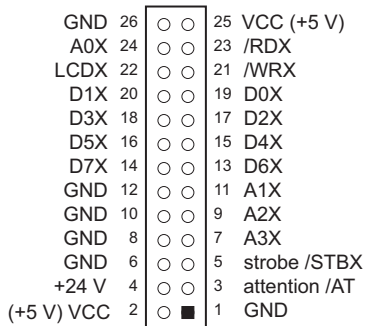 GND 26 25 VCC (+5 V)
A0X 24 23 /RDX
LCDX 22 21 /WRX
D1X 20 19 D0X
D3X 18 17 D2X
D5X 16 15 D4X
D7X 14 13 D6X
GND 12 11 A1X
GND 10 9 A2X
GND 8 7 A3X
GND 6 5 strobe /STBX
+24 V 4 3 attention /AT
(+5 V) VCC 2 1 GND